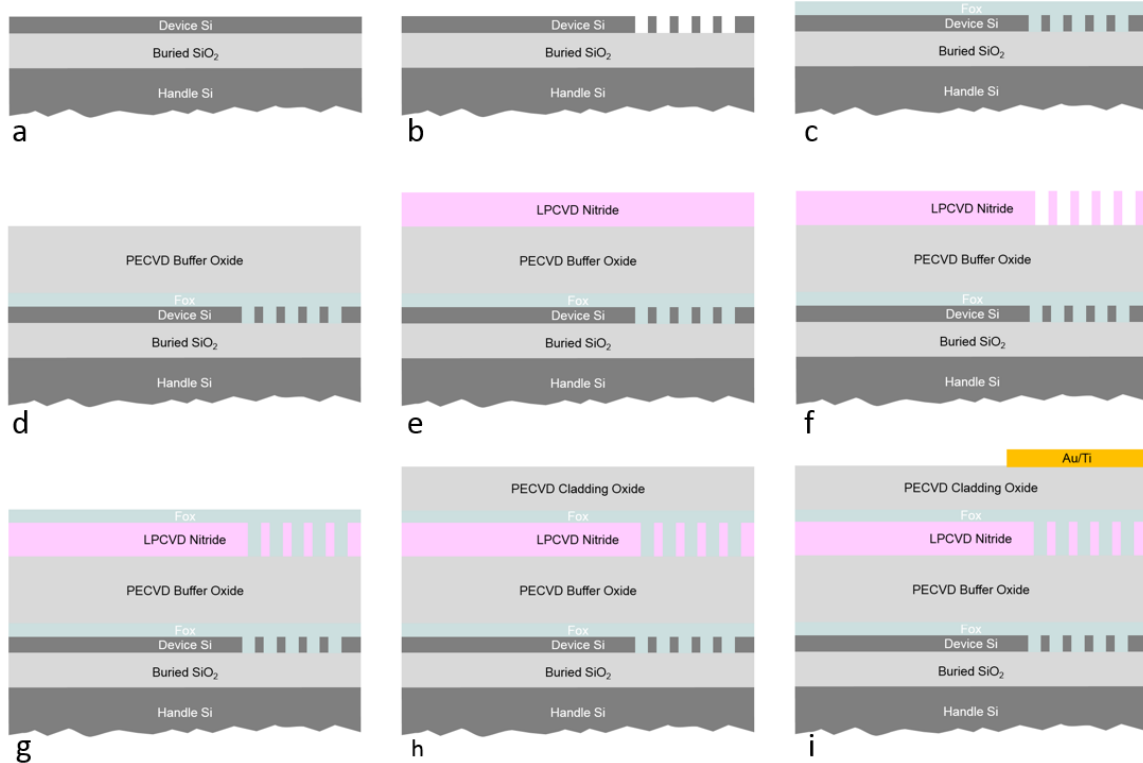 Device Si
Buried SiO₂
Handle Si
a
Device Si
Buried SiO₂
Handle Si
b
Fox
Device Si
Buried SiO₂
Handle Si
c
PECVD Buffer Oxide
Fox
Device Si
Buried SiO₂
Handle Si
d
LPCVD Nitride
PECVD Buffer Oxide
Fox
Device Si
Buried SiO₂
Handle Si
e
LPCVD Nitride
PECVD Buffer Oxide
Fox
Device Si
Buried SiO₂
Handle Si
f
Fox
LPCVD Nitride
PECVD Buffer Oxide
Fox
Device Si
Buried SiO₂
Handle Si
g
PECVD Cladding Oxide
Fox
LPCVD Nitride
PECVD Buffer Oxide
Fox
Device Si
Buried SiO₂
Handle Si
h
Au/Ti
PECVD Cladding Oxide
Fox
LPCVD Nitride
PECVD Buffer Oxide
Fox
Device Si
Buried SiO₂
Handle Si
i